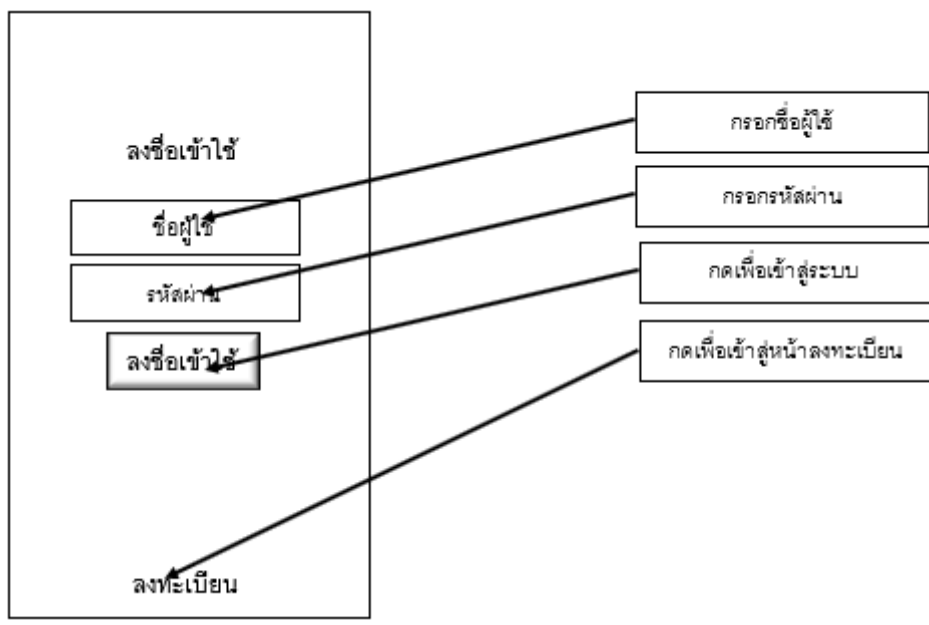 ลงชื่อเข้าใช้
ชื่อผู้ใช้
รหัสผ่าน
ลงชื่อเข้าใช้
ลงทะเบียน
กรอกชื่อผู้ใช้
กรอกรหัสผ่าน
กดเพื่อเข้าสู่ระบบ
กดเพื่อเข้าสู่หน้าลงทะเบียน